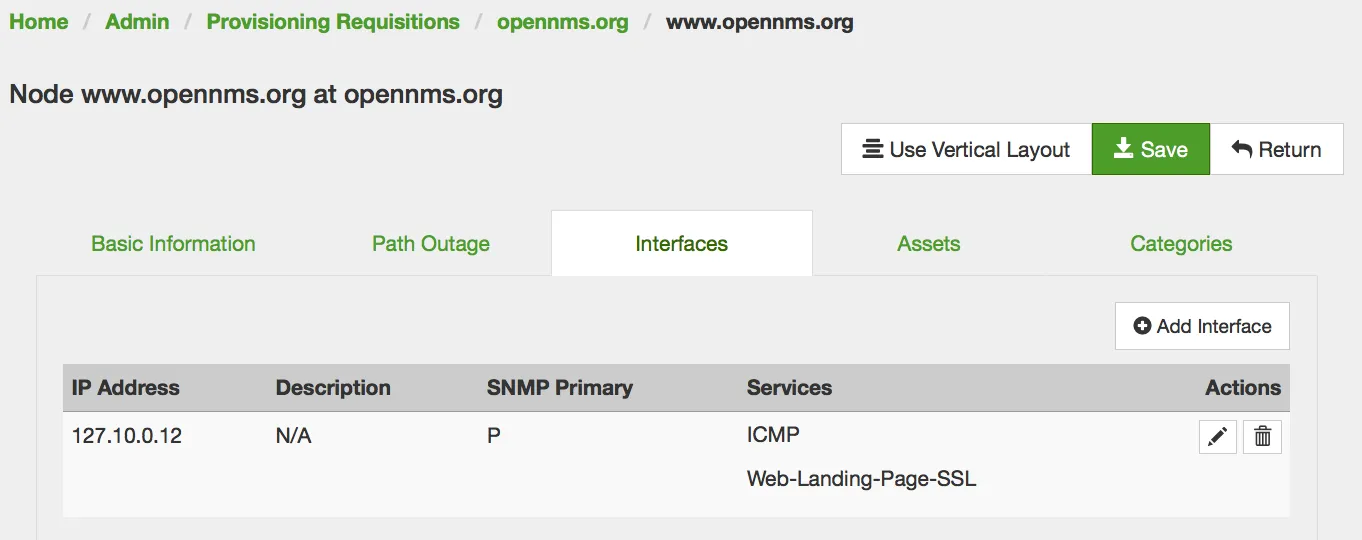 Home / Admin / Provisioning Requisitions / opennms.org / www.opennms.org
Node www.opennms.org at opennms.org
Use Vertical Layout Save Return
Basic Information Path Outage Interfaces Assets Categories
Add Interface
IP Address Description SNMP Primary Services Actions
127.10.0.12 N/A P ICMP
Web-Landing-Page-SSL